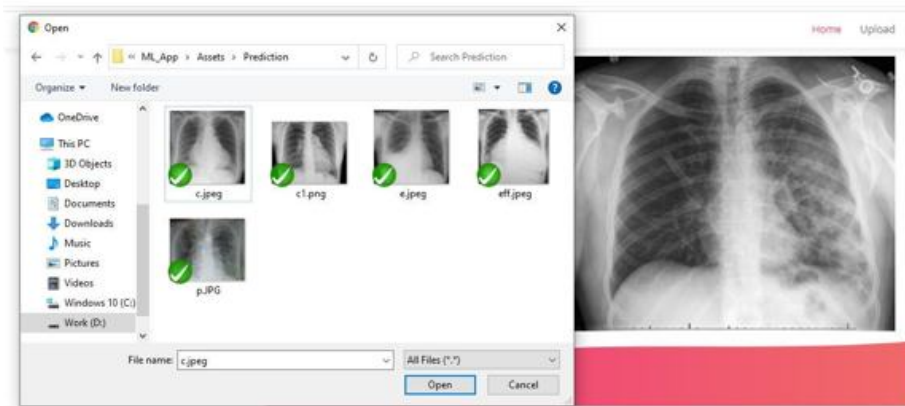 Open
Home Upload
« ML_App › Assets › Prediction
Search Prediction
Organize New folder
OneDrive
This PC
3D Objects
Desktop
Documents
Downloads
Music
Pictures
Videos
Windows 10 (C:)
Work (D:)
c.jpeg
c1.png
e.jpeg
eff.jpeg
p.JPG
File name: c.jpeg
All Files (*.*)
Open Cancel